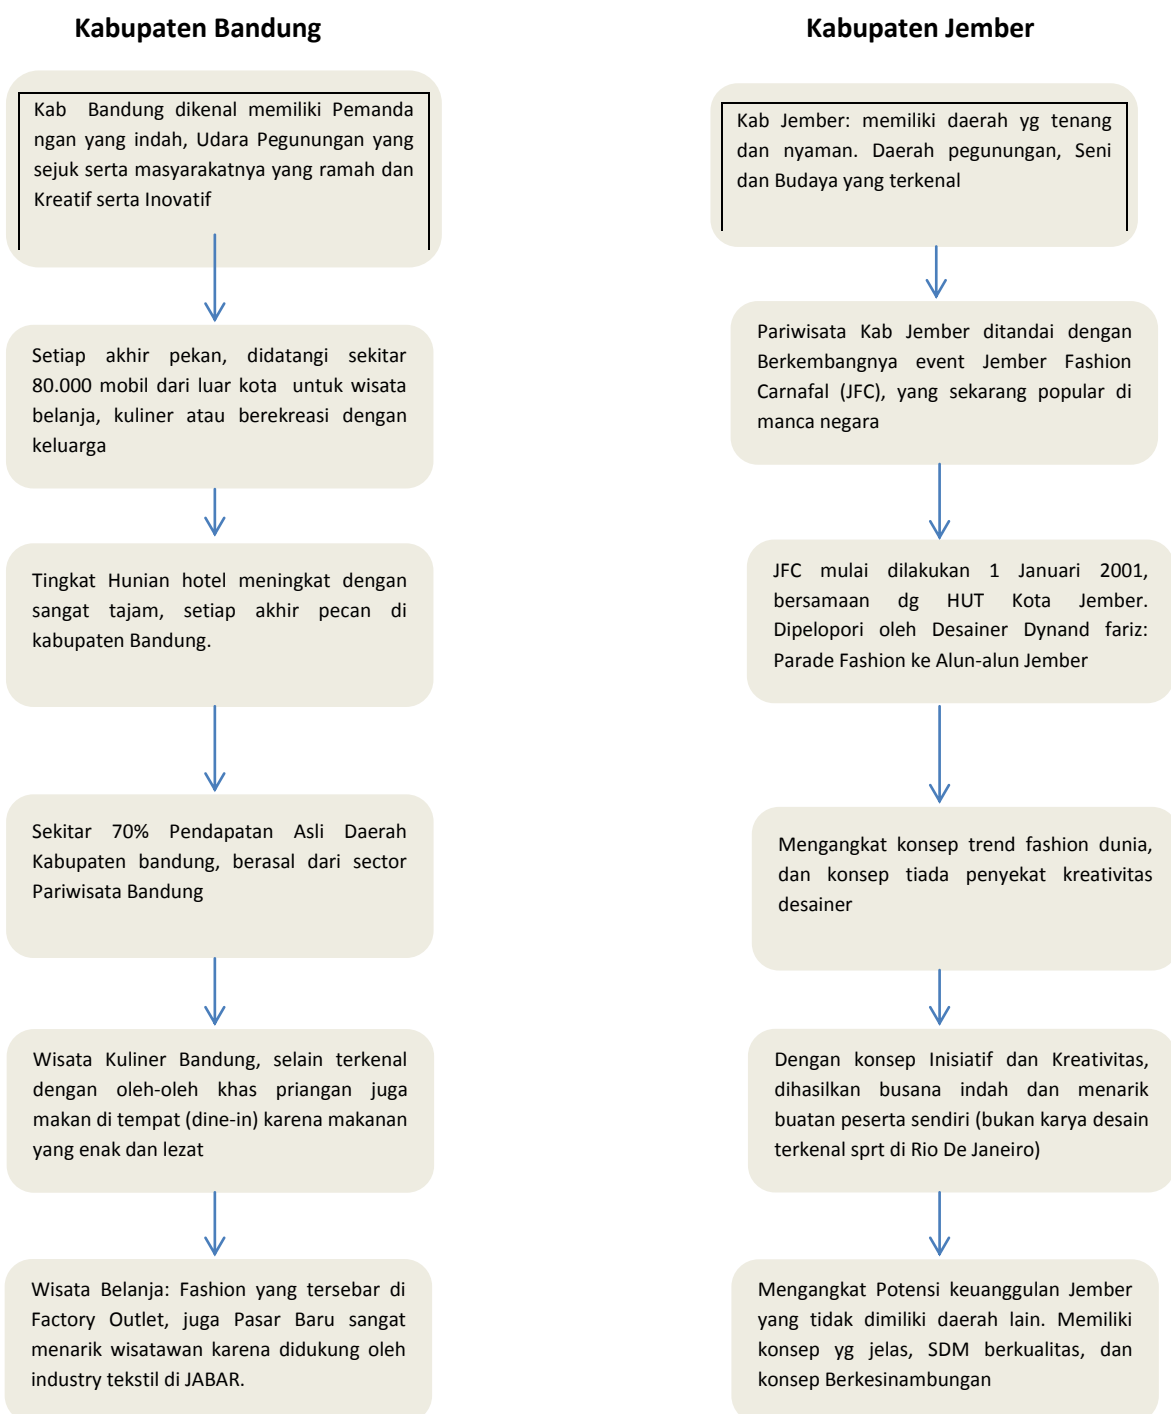 Kabupaten Bandung
Kab Bandung dikenal memiliki Pemanda
ngan yang indah, Udara Pegunungan yang
sejuk serta masyarakatnya yang ramah dan
Kreatif serta Inovatif
Setiap akhir pekan, didatangi sekitar
80.000 mobil dari luar kota untuk wisata
belanja, kuliner atau berekreasi dengan
keluarga
Tingkat Hunian hotel meningkat dengan
sangat tajam, setiap akhir pecan di
kabupaten Bandung.
Sekitar 70% Pendapatan Asli Daerah
Kabupaten bandung, berasal dari sector
Pariwisata Bandung
Wisata Kuliner Bandung, selain terkenal
dengan oleh-oleh khas priangan juga
makan di tempat (dine-in) karena makanan
yang enak dan lezat
Wisata Belanja: Fashion yang tersebar di
Factory Outlet, juga Pasar Baru sangat
menarik wisatawan karena didukung oleh
industry tekstil di JABAR.
Kabupaten Jember
Kab Jember: memiliki daerah yg tenang
dan nyaman. Daerah pegunungan, Seni
dan Budaya yang terkenal
Pariwisata Kab Jember ditandai dengan
Berkembangnya event Jember Fashion
Carnafal (JFC), yang sekarang popular di
manca negara
JFC mulai dilakukan 1 Januari 2001,
bersamaan dg HUT Kota Jember.
Dipelopori oleh Desainer Dynand fariz:
Parade Fashion ke Alun-alun Jember
Mengangkat konsep trend fashion dunia,
dan konsep tiada penyekat kreativitas
desainer
Dengan konsep Inisiatif dan Kreativitas,
dihasilkan busana indah dan menarik
buatan peserta sendiri (bukan karya desain
terkenal sprt di Rio De Janeiro)
Mengangkat Potensi keuanggulan Jember
yang tidak dimiliki daerah lain. Memiliki
konsep yg jelas, SDM berkualitas, dan
konsep Berkesinambungan